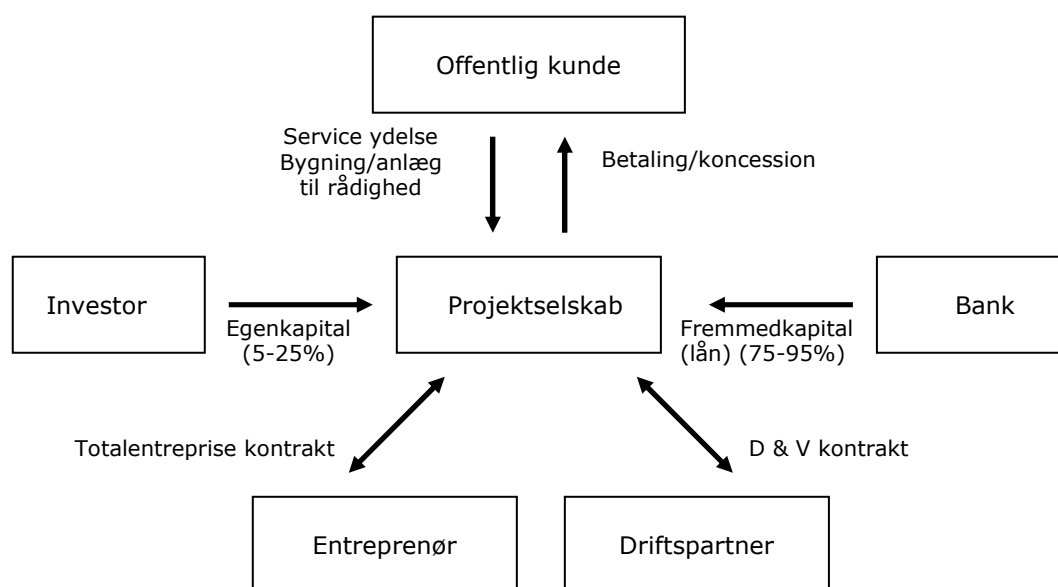 Offentlig kunde
Service ydelse
Bygning/anlæg
til rådighed
Betaling/koncession
Investor
Projektselskab
Bank
Egenkapital
(5-25%)
Fremmedkapital
(lån) (75-95%)
Totalentreprise kontrakt
D & V kontrakt
Entreprenør
Driftspartner